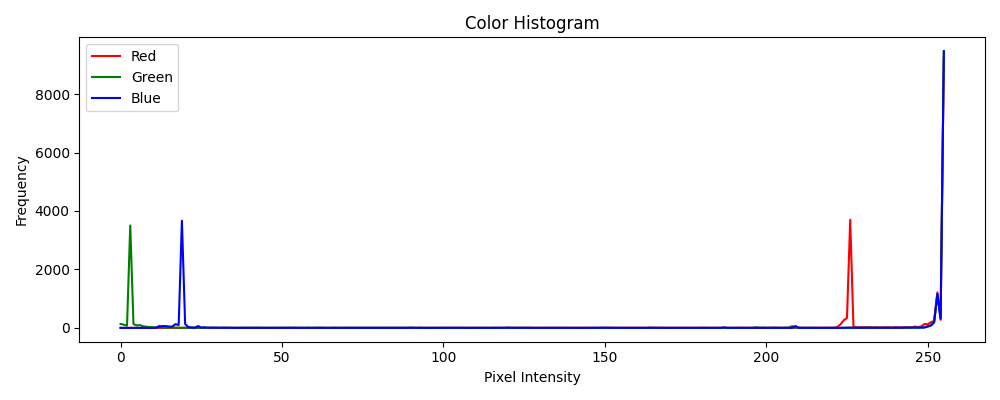 Color Histogram
Red
Green
Blue
8000
6000
4000
2000
0
Frequency
0 50 100 150 200 250
Pixel Intensity